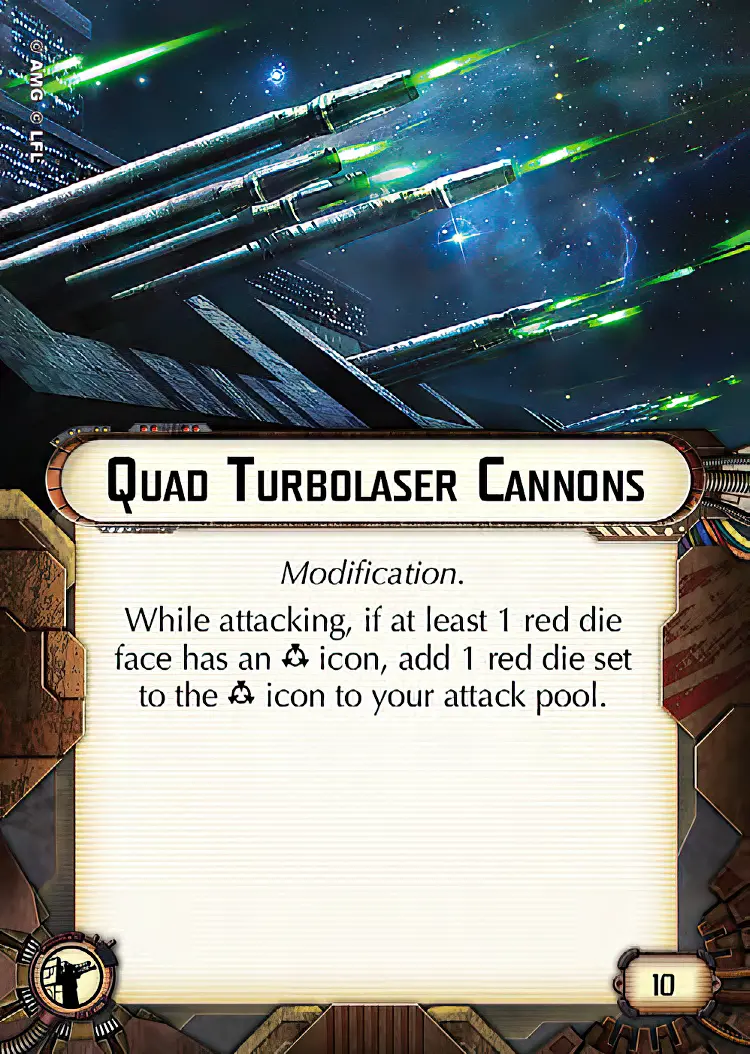 © AMG © LFL
Quad Turbolaser Cannons
Modification.
While attacking, if at least 1 red die
face has an icon, add 1 red die set
to the icon to your attack pool.
10